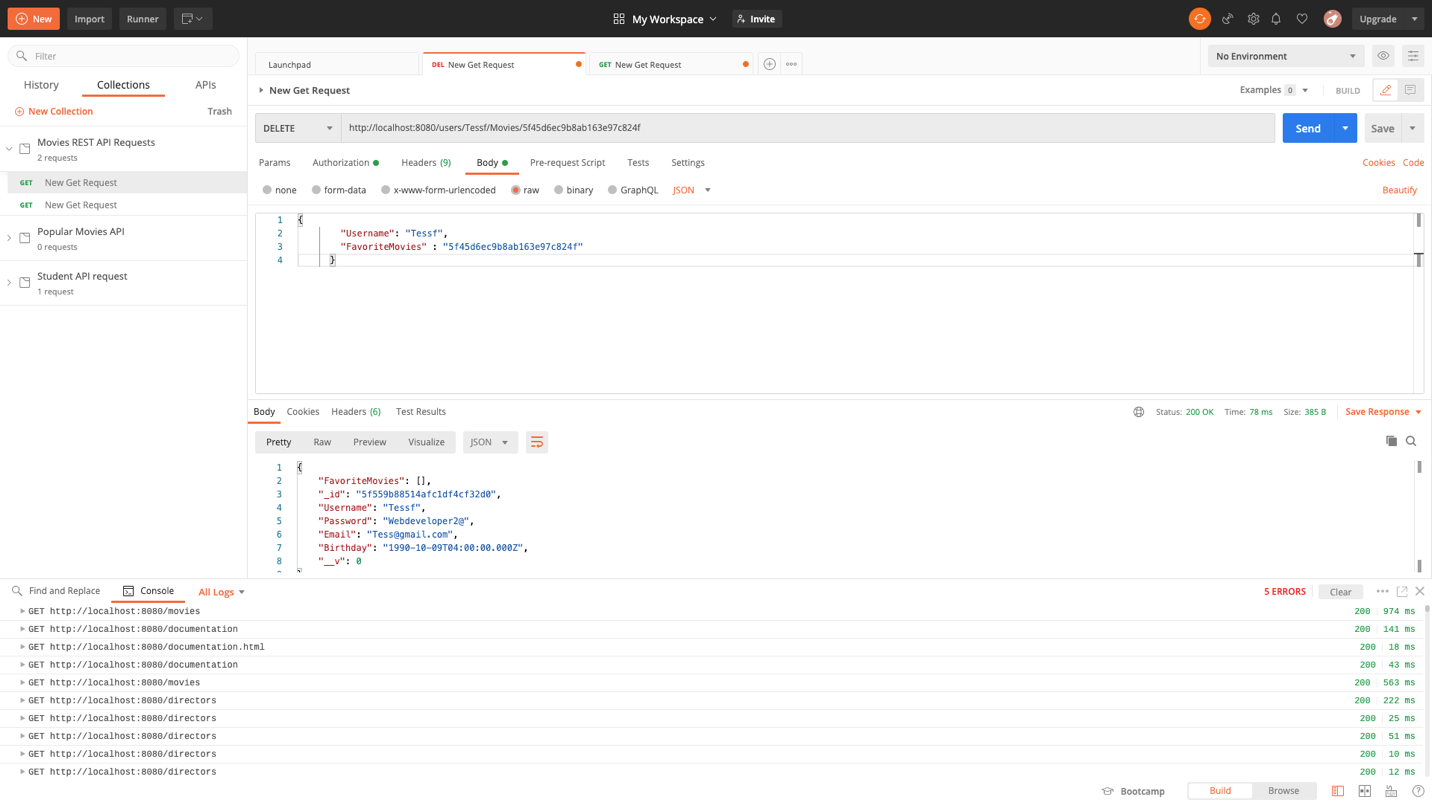 New
Import
Runner
My Workspace
Invite
Upgrade
Filter
History
Collections
APIs
New Collection
Trash
Movies REST API Requests
2 requests
GET New Get Request
GET New Get Request
Popular Movies API
0 requests
Student API request
1 request
Launchpad
DEL New Get Request
GET New Get Request
No Environment
New Get Request
Examples 0
BUILD
DELETE
http://localhost:8080/users/Tessf/Movies/5f45d6ec9b8ab163e97c824f
Send
Save
Params
Authorization
Headers (9)
Body
Pre-request Script
Tests
Settings
Cookies
Code
none
form-data
x-www-form-urlencoded
raw
binary
GraphQL
JSON
Beautify
1 {
2 "Username": "Tessf",
3 "FavoriteMovies" : "5f45d6ec9b8ab163e97c824f"
4 }
Body
Cookies
Headers (6)
Test Results
Status: 200 OK
Time: 78 ms
Size: 385 B
Save Response
Pretty
Raw
Preview
Visualize
JSON
1 {
2 "FavoriteMovies": [],
3 "_id": "5f559b88514afc1df4cf32d0",
4 "Username": "Tessf",
5 "Password": "Webdeveloper2@",
6 "Email": "Tess@gmail.com",
7 "Birthday": "1990-10-09T04:00:00.000Z",
8 "__v": 0
Find and Replace
Console
All Logs
5 ERRORS
Clear
GET http://localhost:8080/movies 200 974 ms
GET http://localhost:8080/documentation 200 141 ms
GET http://localhost:8080/documentation.html 200 18 ms
GET http://localhost:8080/documentation 200 43 ms
GET http://localhost:8080/movies 200 563 ms
GET http://localhost:8080/directors 200 222 ms
GET http://localhost:8080/directors 200 25 ms
GET http://localhost:8080/directors 200 51 ms
GET http://localhost:8080/directors 200 10 ms
GET http://localhost:8080/directors 200 12 ms
Bootcamp
Build
Browse